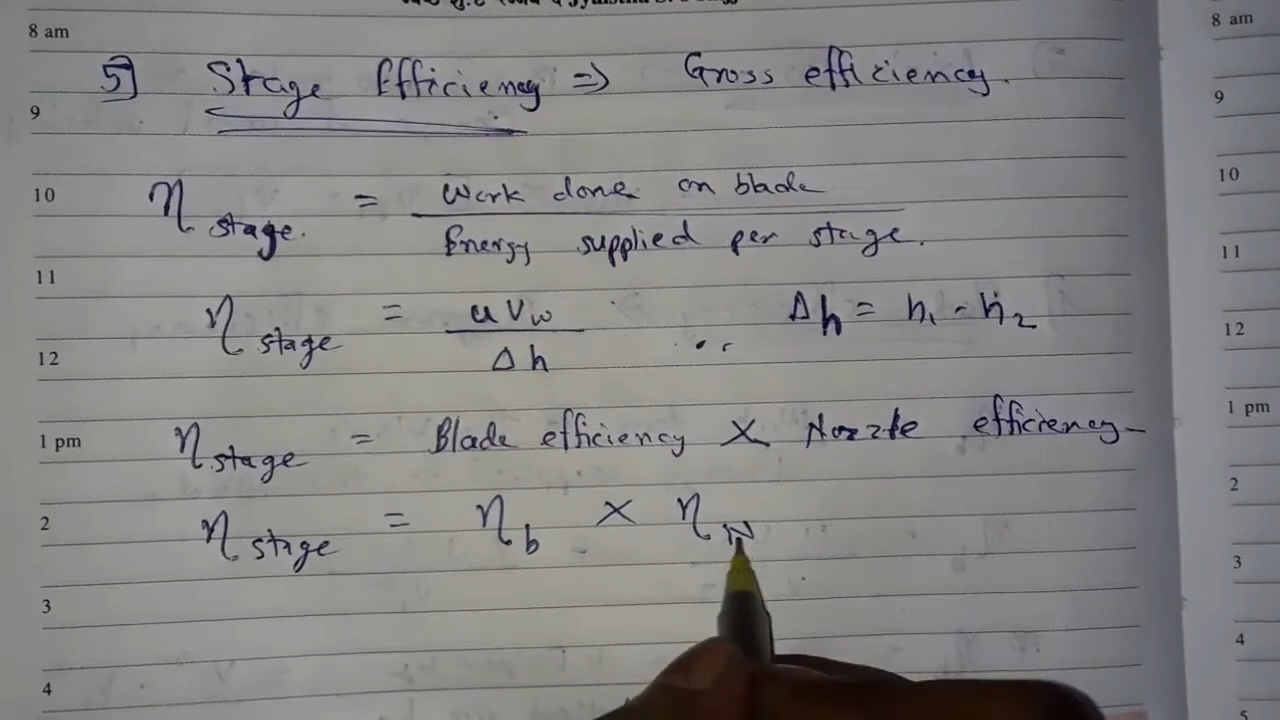 8 am
8 am
5] Stage Efficiency ⇒ Gross efficiency.
9
9
10
10
η stage. = Work done on blade / Energy supplied per stage.
11
11
η stage = u Vw / Δh ∴ Δh = h1 - h2
12
12
1 pm
1 pm
η stage = Blade efficiency × Nozzle efficiency
2
2
η stage = ηb × ηN
3
3
4
4
5